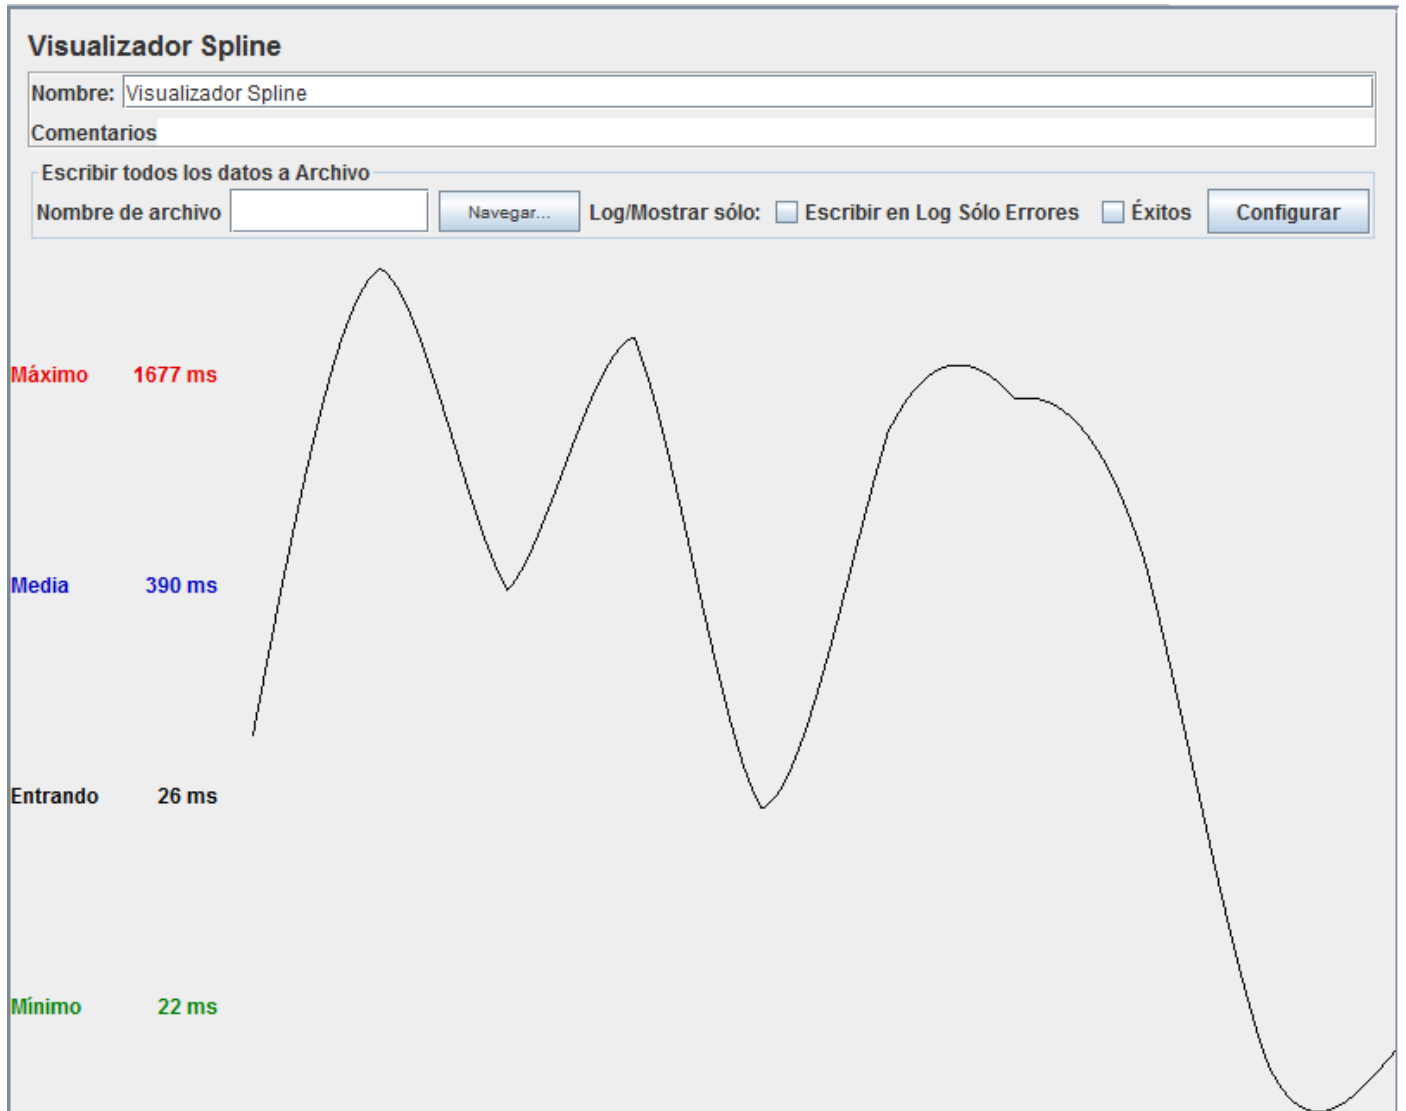 Visualizador Spline
Nombre: Visualizador Spline
Comentarios
Escribir todos los datos a Archivo
Nombre de archivo Navegar... Log/Mostrar sólo: Escribir en Log Sólo Errores Éxitos Configurar
Máximo 1677 ms
Media 390 ms
Entrando 26 ms
Mínimo 22 ms